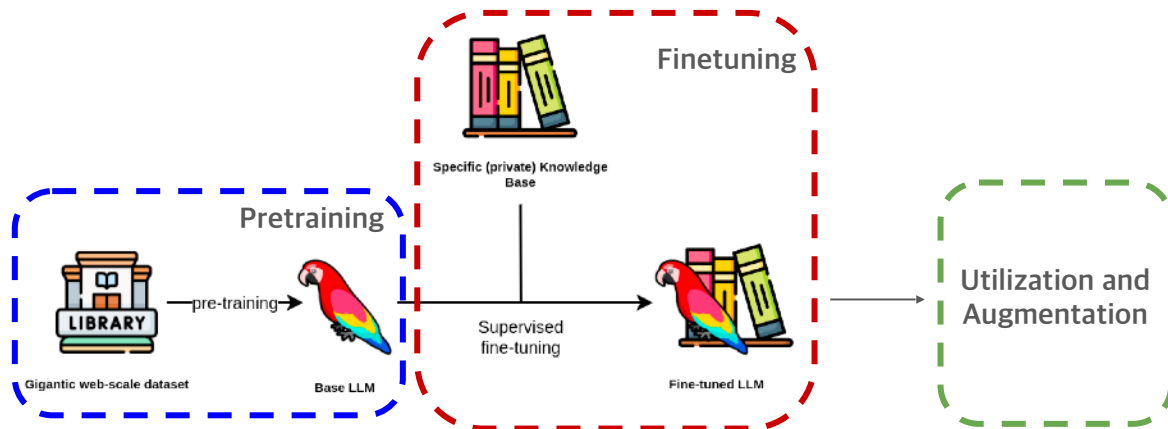 Finetuning
Specific (private) Knowledge
Base
Pretraining
LIBRARY
pre-training
Gigantic web-scale dataset
Base LLM
Supervised
fine-tuning
Fine-tuned LLM
Utilization and
Augmentation